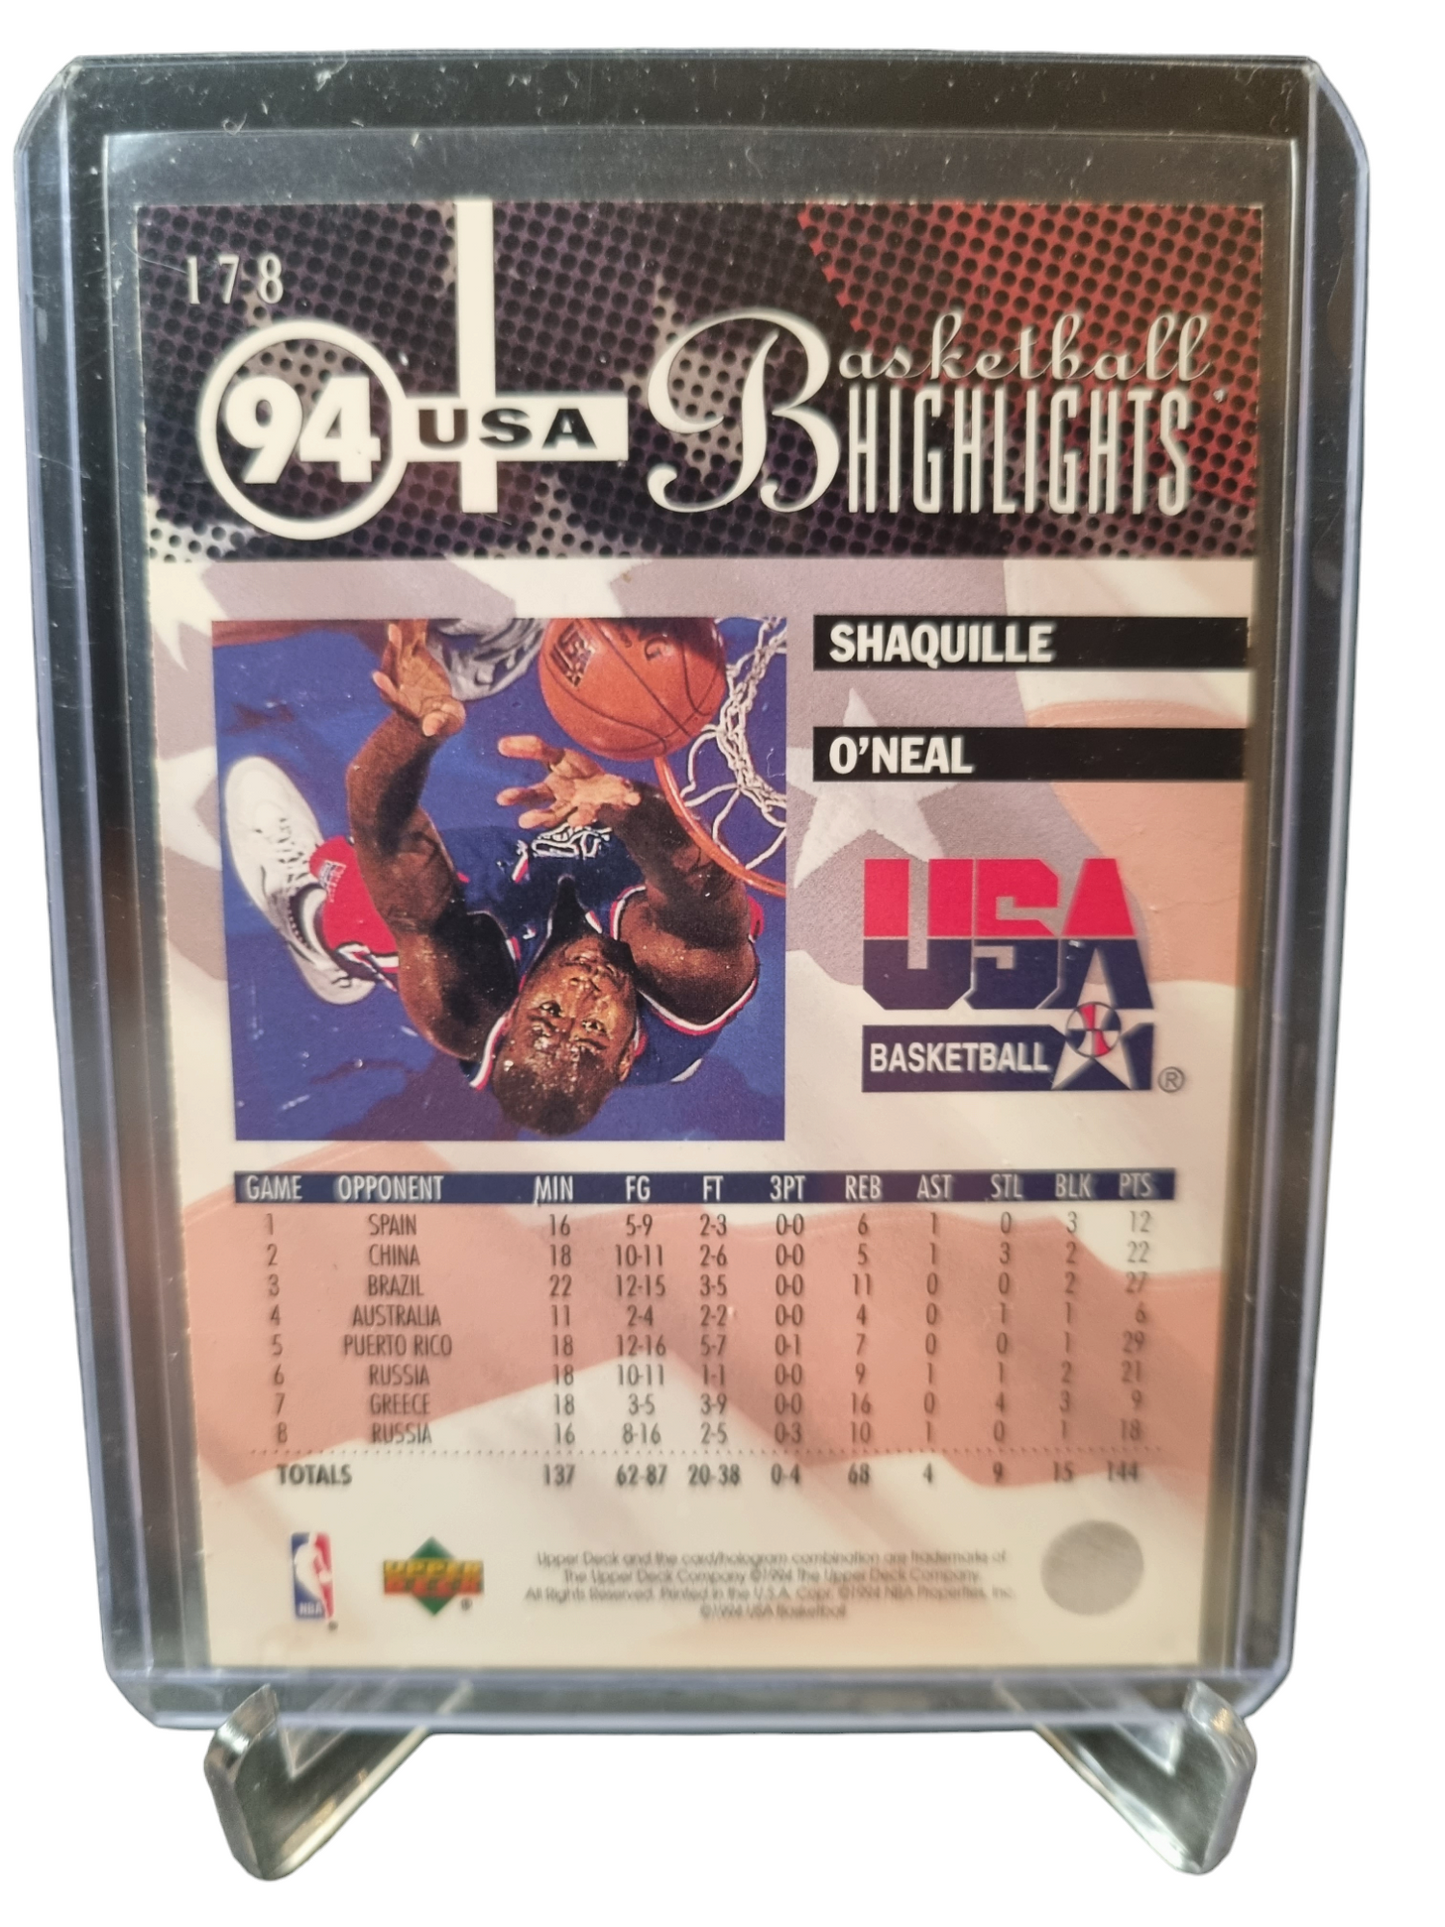 178
94 USA
Basketball
HIGHLIGHTS
SHAQUILLE
O'NEAL
USA
BASKETBALL ®
GAME OPPONENT MIN FG FT 3PT REB AST STL BLK PTS
1 SPAIN 16 5-9 2-3 0-0 6 1 0 3 12
2 CHINA 18 10-11 2-6 0-0 5 1 3 2 22
3 BRAZIL 22 12-15 3-5 0-0 11 0 0 2 27
4 AUSTRALIA 11 2-4 2-2 0-0 4 0 1 1 6
5 PUERTO RICO 18 12-16 5-7 0-1 7 0 0 1 29
6 RUSSIA 18 10-11 1-1 0-0 9 1 1 2 21
7 GREECE 18 3-5 3-9 0-0 16 0 4 3 9
8 RUSSIA 16 8-16 2-5 0-3 10 1 0 1 18
TOTALS 137 62-87 20-38 0-4 68 4 9 15 144
NBA ®
UPPER DECK ®
Upper Deck and the card/hologram combination are trademarks of
The Upper Deck Company. ©1994 The Upper Deck Company.
All Rights Reserved. Printed in the U.S.A. Copr. ©1994 NBA Properties, Inc.
©1994 USA Basketball